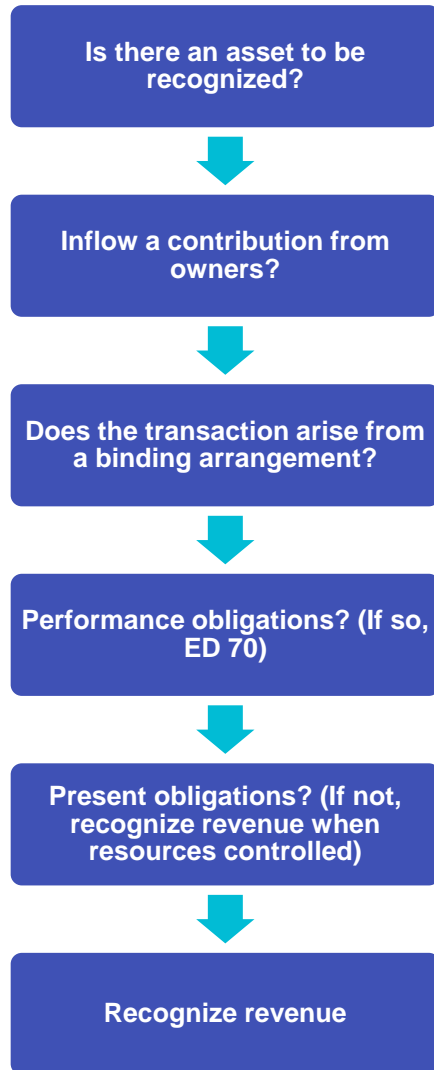 Is there an asset to be
recognized?
Inflow a contribution from
owners?
Does the transaction arise from
a binding arrangement?
Performance obligations? (If so,
ED 70)
Present obligations? (If not,
recognize revenue when
resources controlled)
Recognize revenue